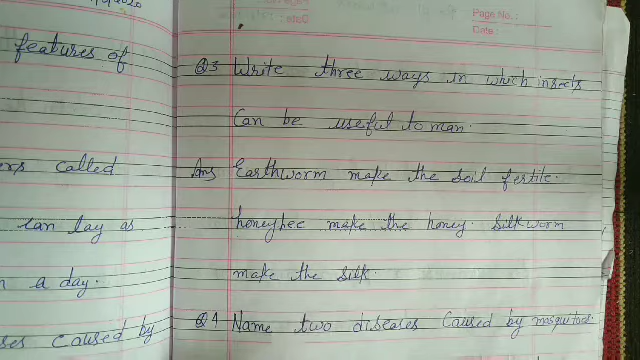 features of
ers called
can lay as
a day.
ses caused by
Page No.:
Date:
Q3 Write three ways in which insects
Can be useful to man.
Ans Earthworm make the soil fertile.
honeybee make the honey. Silkworm
make the silk.
Q4 Name two diseases caused by mosquitoes.